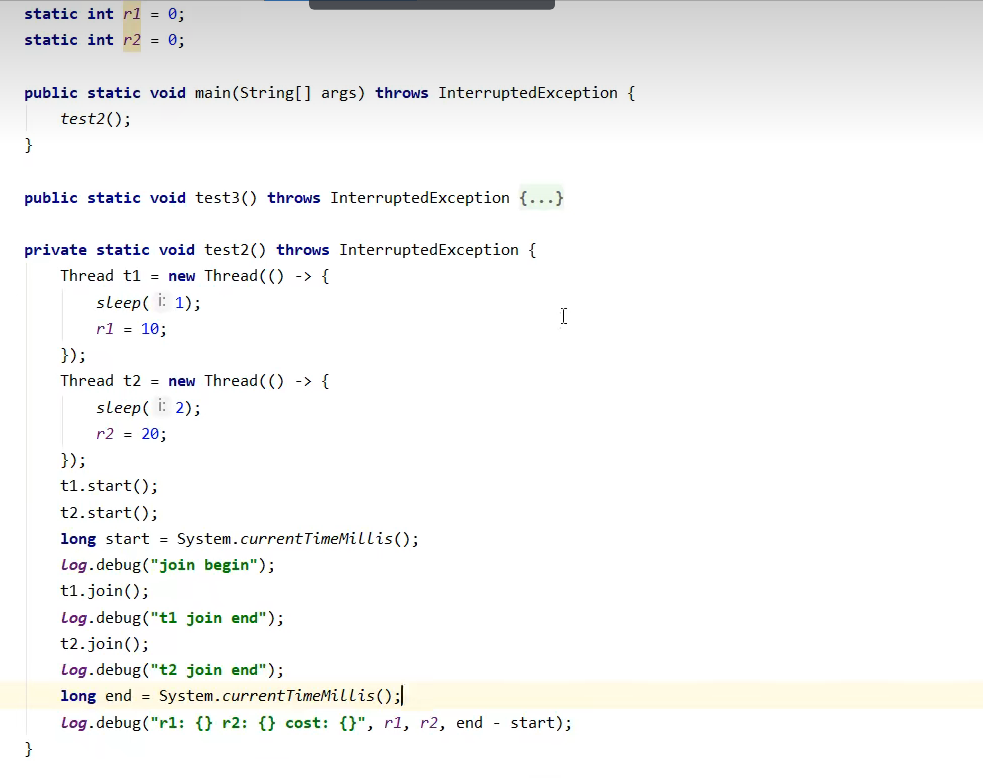 static int r1 = 0;
static int r2 = 0;
public static void main(String[] args) throws InterruptedException {
test2();
}
public static void test3() throws InterruptedException {...}
private static void test2() throws InterruptedException {
Thread t1 = new Thread(() -> {
sleep( i: 1);
r1 = 10;
});
Thread t2 = new Thread(() -> {
sleep( i: 2);
r2 = 20;
});
t1.start();
t2.start();
long start = System.currentTimeMillis();
log.debug("join begin");
t1.join();
log.debug("t1 join end");
t2.join();
log.debug("t2 join end");
long end = System.currentTimeMillis();
log.debug("r1: {} r2: {} cost: {}", r1, r2, end - start);
}